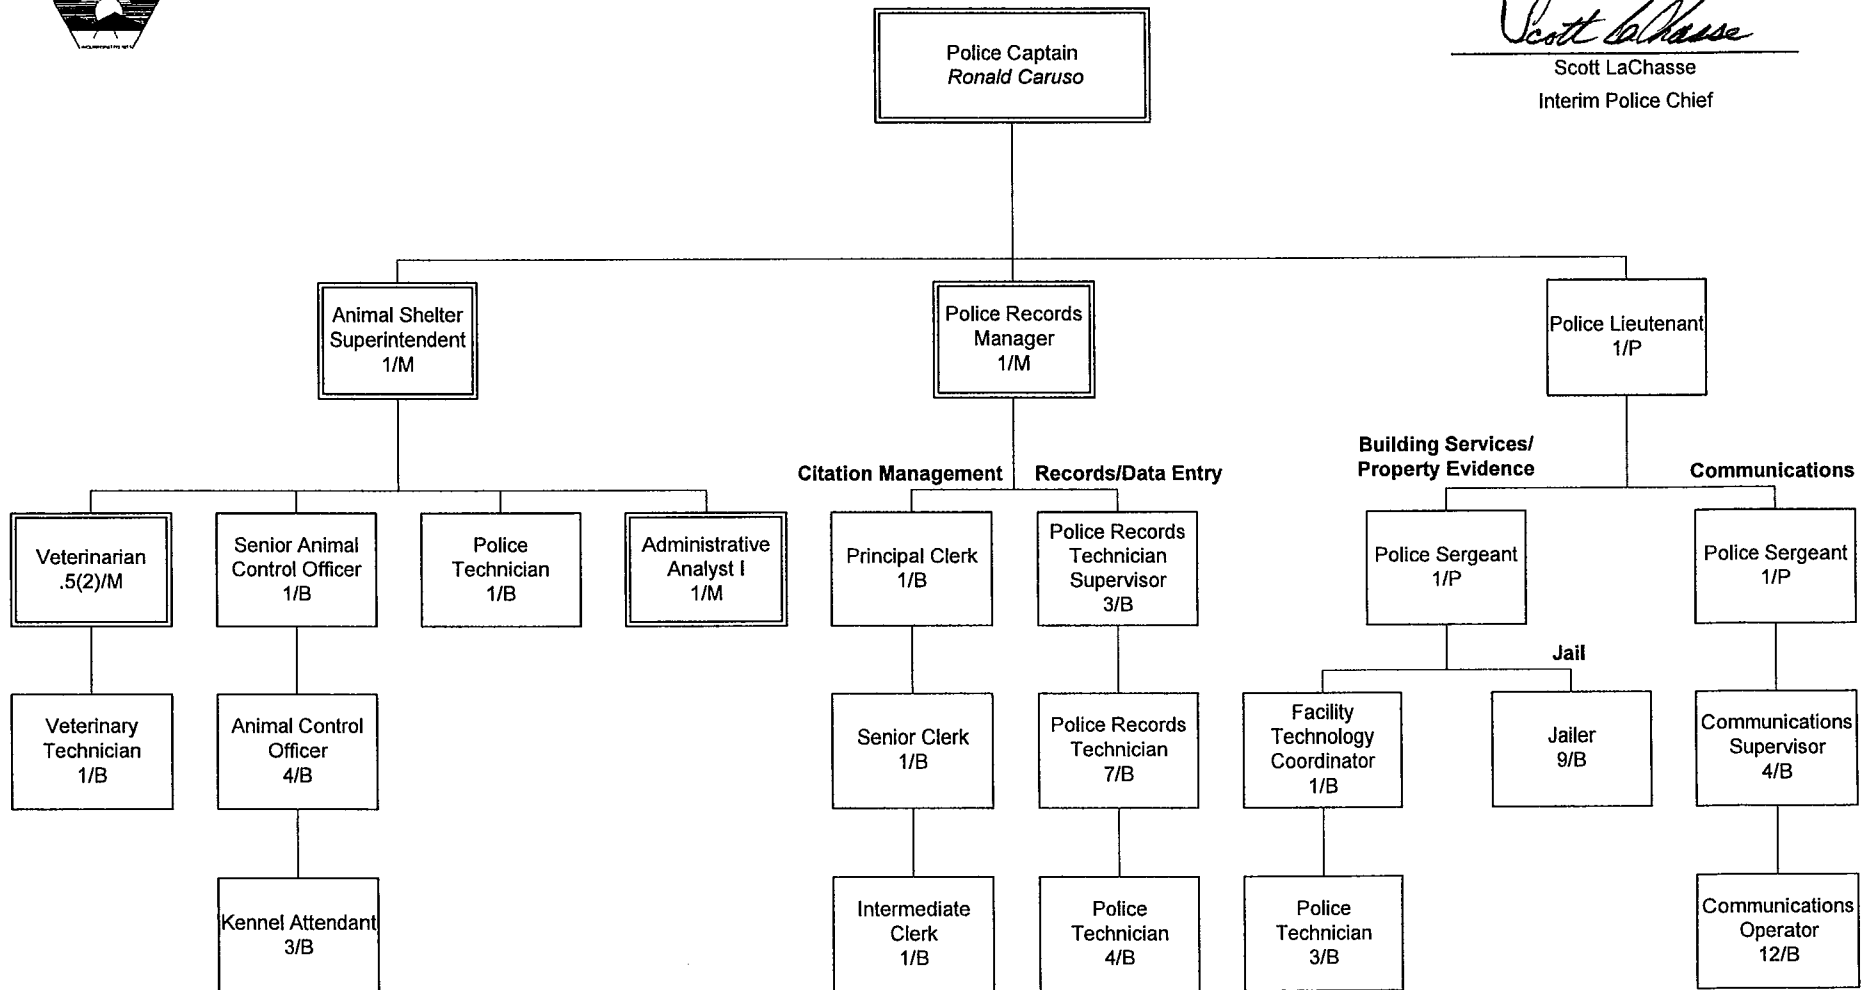 Scott LaChasse
Scott LaChasse
Interim Police Chief
Police Captain
Ronald Caruso
Animal Shelter
Superintendent
1/M
Police Records
Manager
1/M
Police Lieutenant
1/P
Citation Management
Records/Data Entry
Building Services/
Property Evidence
Communications
Veterinarian
.5(2)/M
Senior Animal
Control Officer
1/B
Police
Technician
1/B
Administrative
Analyst I
1/M
Principal Clerk
1/B
Police Records
Technician
Supervisor
3/B
Police Sergeant
1/P
Police Sergeant
1/P
Jail
Veterinary
Technician
1/B
Animal Control
Officer
4/B
Senior Clerk
1/B
Police Records
Technician
7/B
Facility
Technology
Coordinator
1/B
Jailer
9/B
Communications
Supervisor
4/B
Kennel Attendant
3/B
Intermediate
Clerk
1/B
Police
Technician
4/B
Police
Technician
3/B
Communications
Operator
12/B